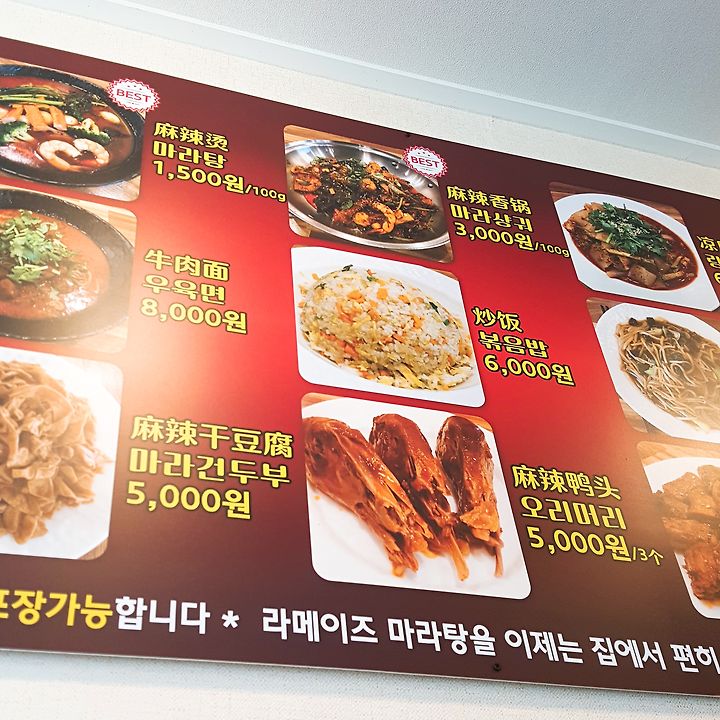 BEST
麻辣烫
마라탕
1,500원/100g
BEST
麻辣香锅
마라샹궈
3,000원/100g
牛肉面
우육면
8,000원
炒饭
볶음밥
6,000원
麻辣干豆腐
마라건두부
5,000원
麻辣鸭头
오리머리
5,000원/3个
포장가능합니다 * 라메이즈 마라탕을 이제는 집에서 편히